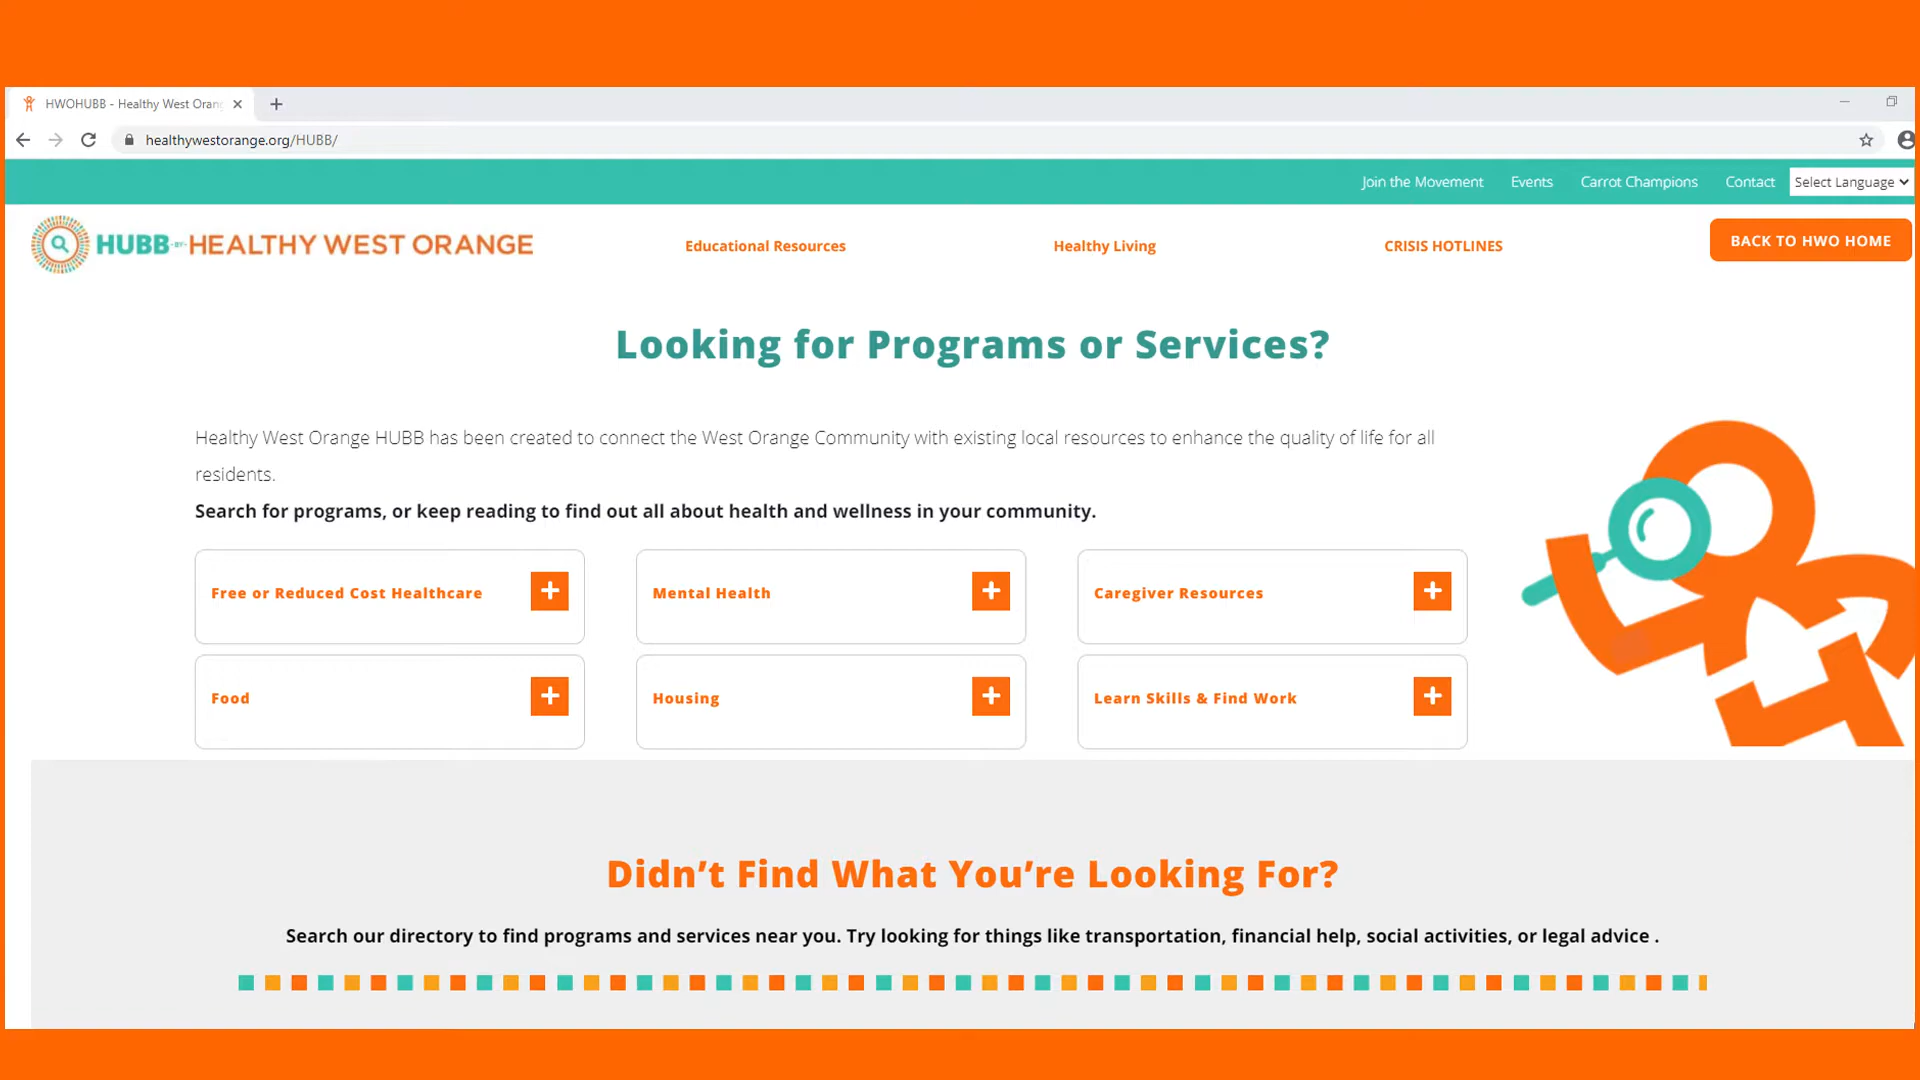 HWOHUBB - Healthy West Oran
healthywestorange.org/HUBB/
Join the Movement Events Carrot Champions Contact Select Language
HUBB -BY- HEALTHY WEST ORANGE
Educational Resources Healthy Living CRISIS HOTLINES BACK TO HWO HOME
Looking for Programs or Services?
Healthy West Orange HUBB has been created to connect the West Orange Community with existing local resources to enhance the quality of life for all
residents.
Search for programs, or keep reading to find out all about health and wellness in your community.
Free or Reduced Cost Healthcare Mental Health Caregiver Resources
Food Housing Learn Skills & Find Work
Didn’t Find What You’re Looking For?
Search our directory to find programs and services near you. Try looking for things like transportation, financial help, social activities, or legal advice .